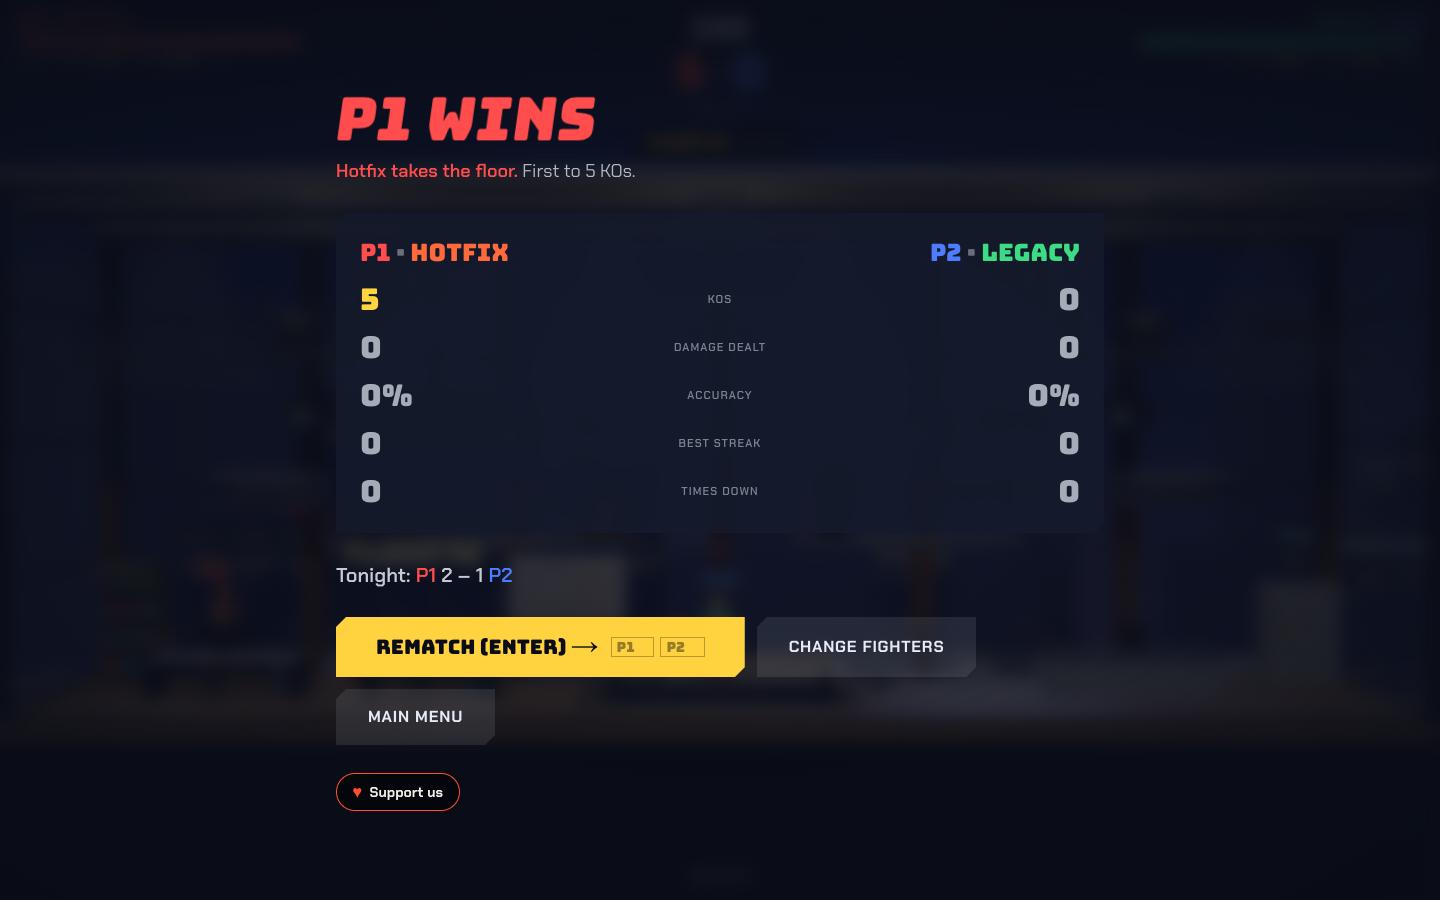 P1 WINS
Hotfix takes the floor. First to 5 KOs.
P1 ▪ HOTFIX P2 ▪ LEGACY
5 KOS 0
0 DAMAGE DEALT 0
0% ACCURACY 0%
0 BEST STREAK 0
0 TIMES DOWN 0
Tonight: P1 2 – 1 P2
REMATCH (ENTER) → P1 P2 CHANGE FIGHTERS
MAIN MENU
♥ Support us